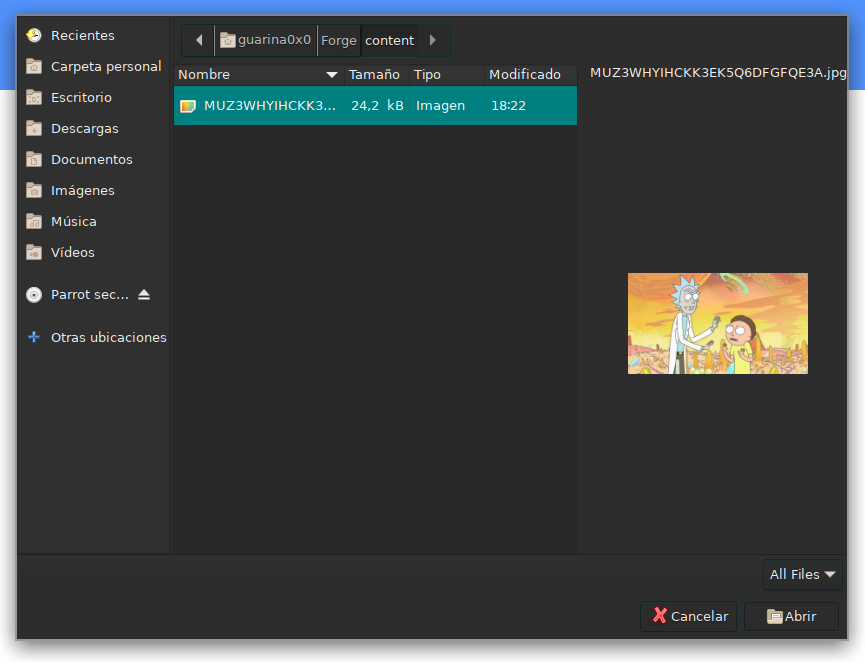 Recientes
Carpeta personal
Escritorio
Descargas
Documentos
Imágenes
Música
Vídeos
Parrot sec...
Otras ubicaciones
guarina0x0 Forge content
Nombre Tamaño Tipo Modificado
MUZ3WHYIHCKK3... 24,2 kB Imagen 18:22
MUZ3WHYIHCKK3EK5Q6DFGFQE3A.jpg
All Files
Cancelar Abrir